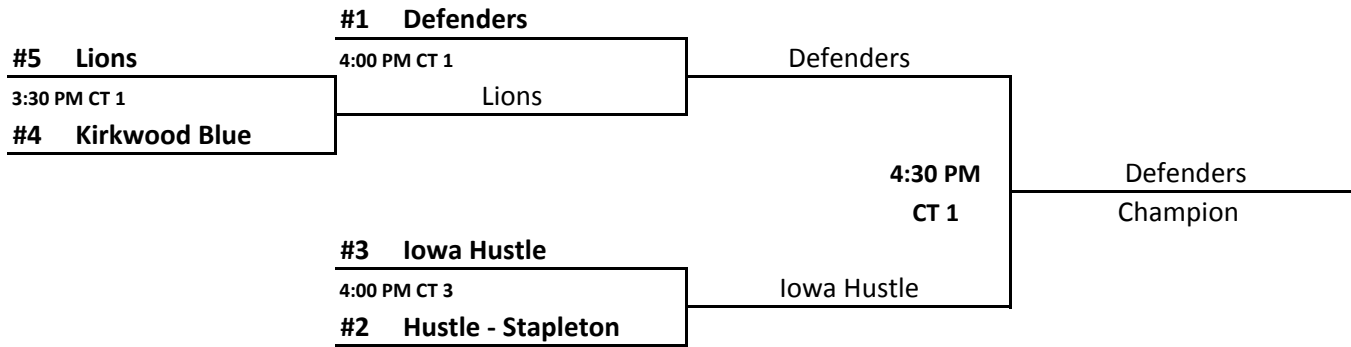 #1 Defenders
#5 Lions
4:00 PM CT 1
Defenders
3:30 PM CT 1
Lions
#4 Kirkwood Blue
4:30 PM
Defenders
CT 1
Champion
#3 Iowa Hustle
4:00 PM CT 3
Iowa Hustle
#2 Hustle - Stapleton